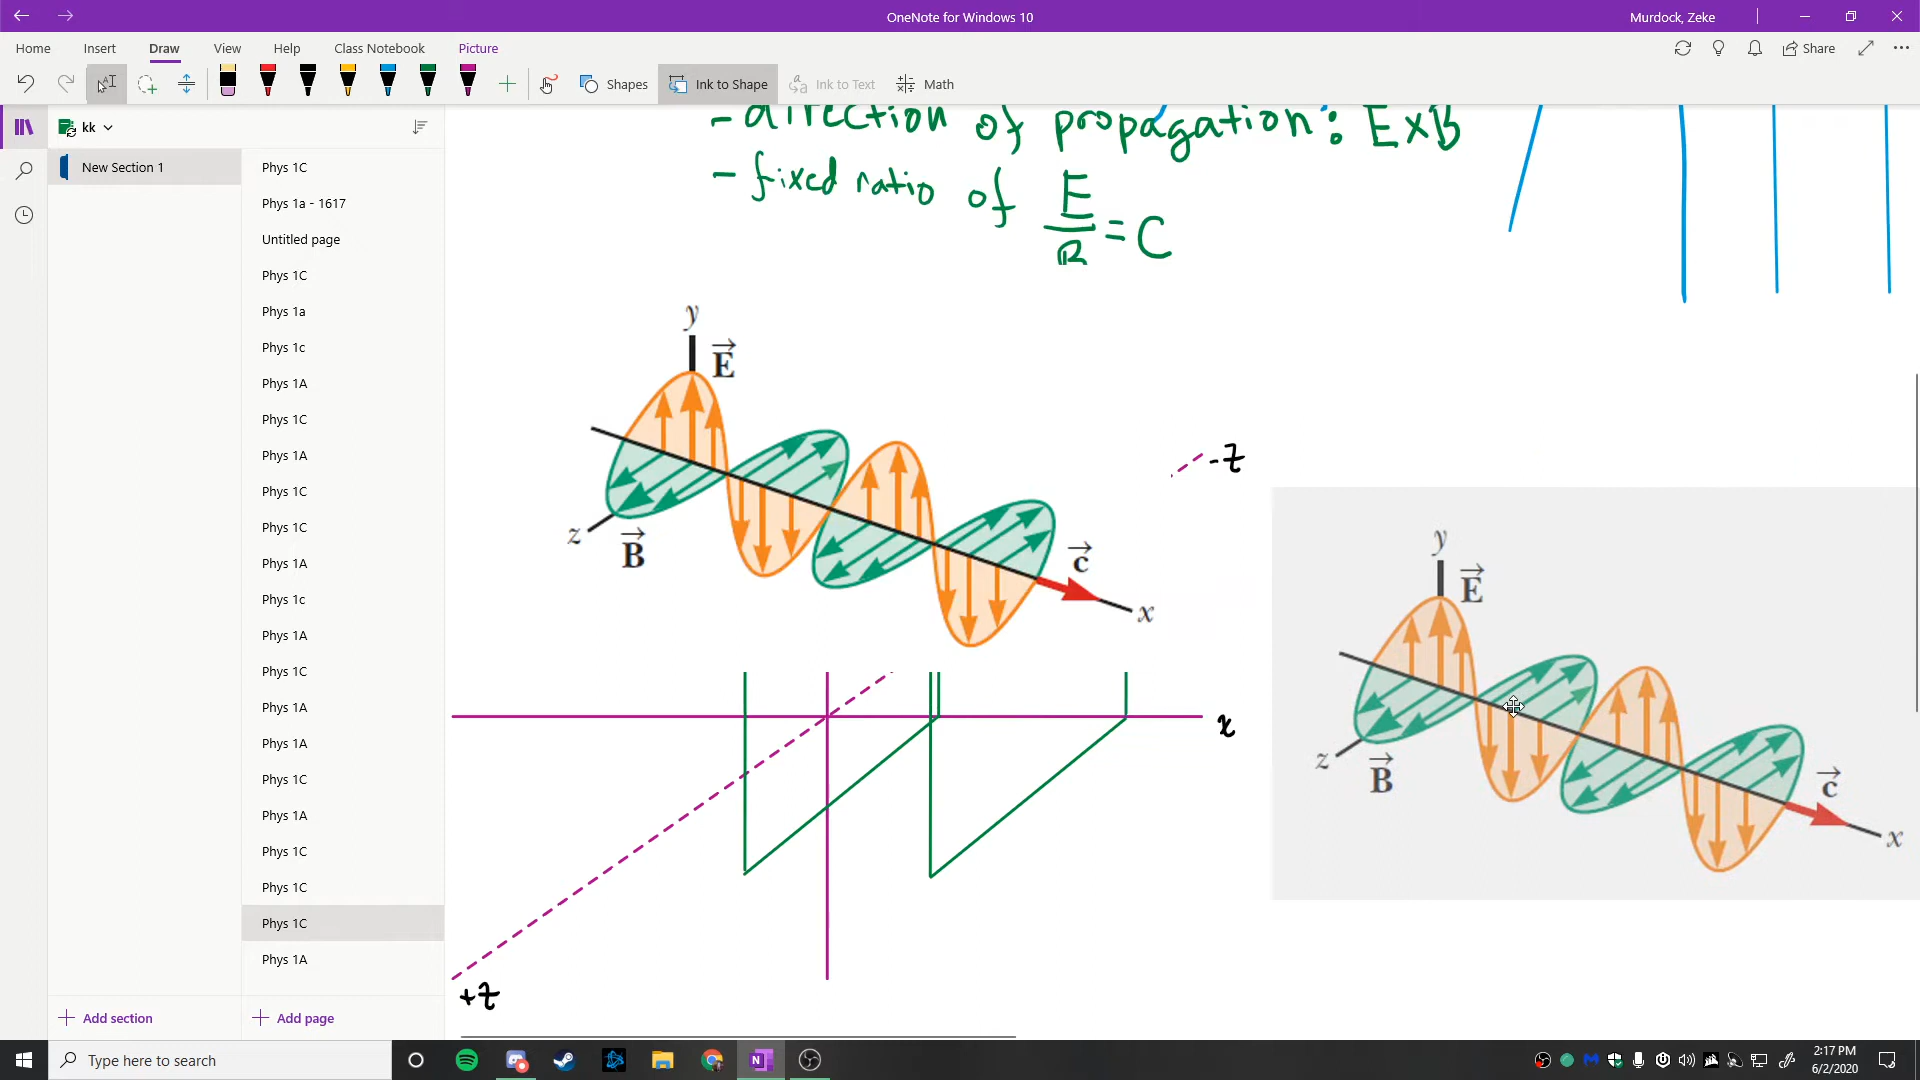 OneNote for Windows 10
Murdock, Zeke
Home Insert Draw View Help Class Notebook Picture
Share
Shapes Ink to Shape Ink to Text Math
kk
New Section 1
Phys 1C
Phys 1a - 1617
Untitled page
Phys 1C
Phys 1a
Phys 1c
Phys 1A
Phys 1C
Phys 1A
Phys 1C
Phys 1C
Phys 1A
Phys 1c
Phys 1A
Phys 1C
Phys 1A
Phys 1A
Phys 1C
Phys 1A
Phys 1C
Phys 1C
Phys 1C
Phys 1A
Add section
Add page
- direction of propagation: E x B
- fixed ratio of E/B = C
y
E
z
B
c
x
-z
x
+z
y
E
z
B
c
x
Type here to search
2:17 PM
6/2/2020